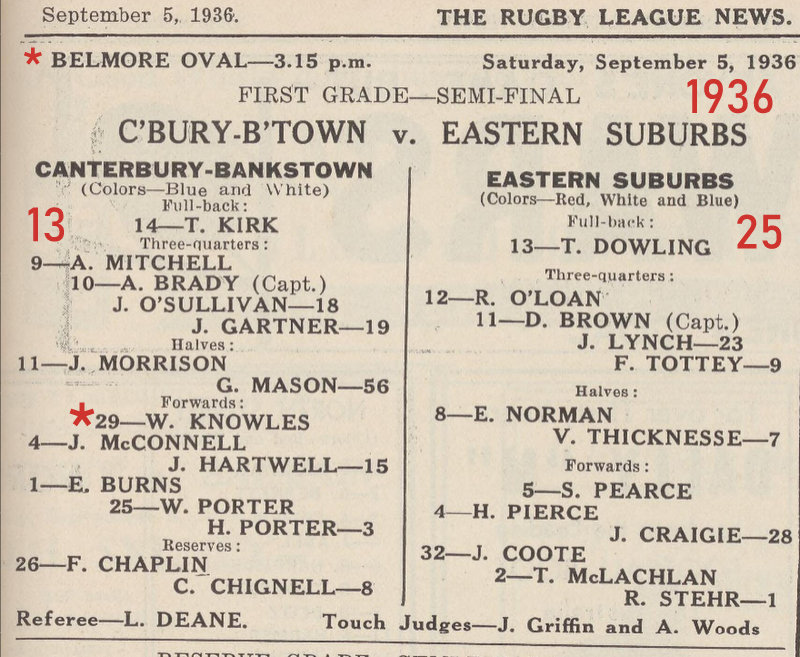 September 5, 1936.
THE RUGBY LEAGUE NEWS.
* BELMORE OVAL—3.15 p.m.
Saturday, September 5, 1936
FIRST GRADE—SEMI-FINAL
1936
C'BURY-B'TOWN v. EASTERN SUBURBS
CANTERBURY-BANKSTOWN
(Colors—Blue and White)
13
Full-back:
14—T. KIRK
Three-quarters:
9—A. MITCHELL
10—A. BRADY (Capt.)
J. O'SULLIVAN—18
J. GARTNER—19
Halves:
11—J. MORRISON
G. MASON—56
Forwards:
*29—W. KNOWLES
4—J. McCONNELL
J. HARTWELL—15
1—E. BURNS
25—W. PORTER
H. PORTER—3
Reserves:
26—F. CHAPLIN
C. CHIGNELL—8
EASTERN SUBURBS
(Colors—Red, White and Blue)
25
Full-back:
13—T. DOWLING
Three-quarters:
12—R. O'LOAN
11—D. BROWN (Capt.)
J. LYNCH—23
F. TOTTEY—9
Halves:
8—E. NORMAN
V. THICKNESSE—7
Forwards:
5—S. PEARCE
4—H. PIERCE
J. CRAIGIE—28
32—J. COOTE
2—T. McLACHLAN
R. STEHR—1
Referee—L. DEANE.
Touch Judges—J. Griffin and A. Woods